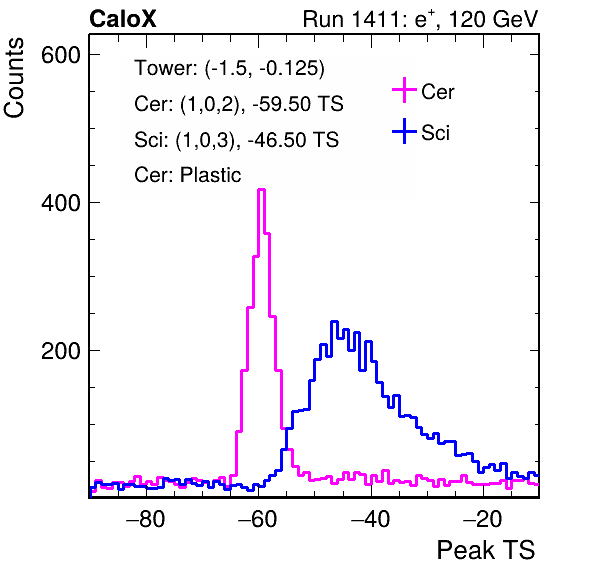 CaloX
Run 1411: e⁺, 120 GeV
Counts
600
400
200
Tower: (-1.5, -0.125)
Cer: (1,0,2), -59.50 TS
Sci: (1,0,3), -46.50 TS
Cer: Plastic
Cer
Sci
−80
−60
−40
−20
Peak TS